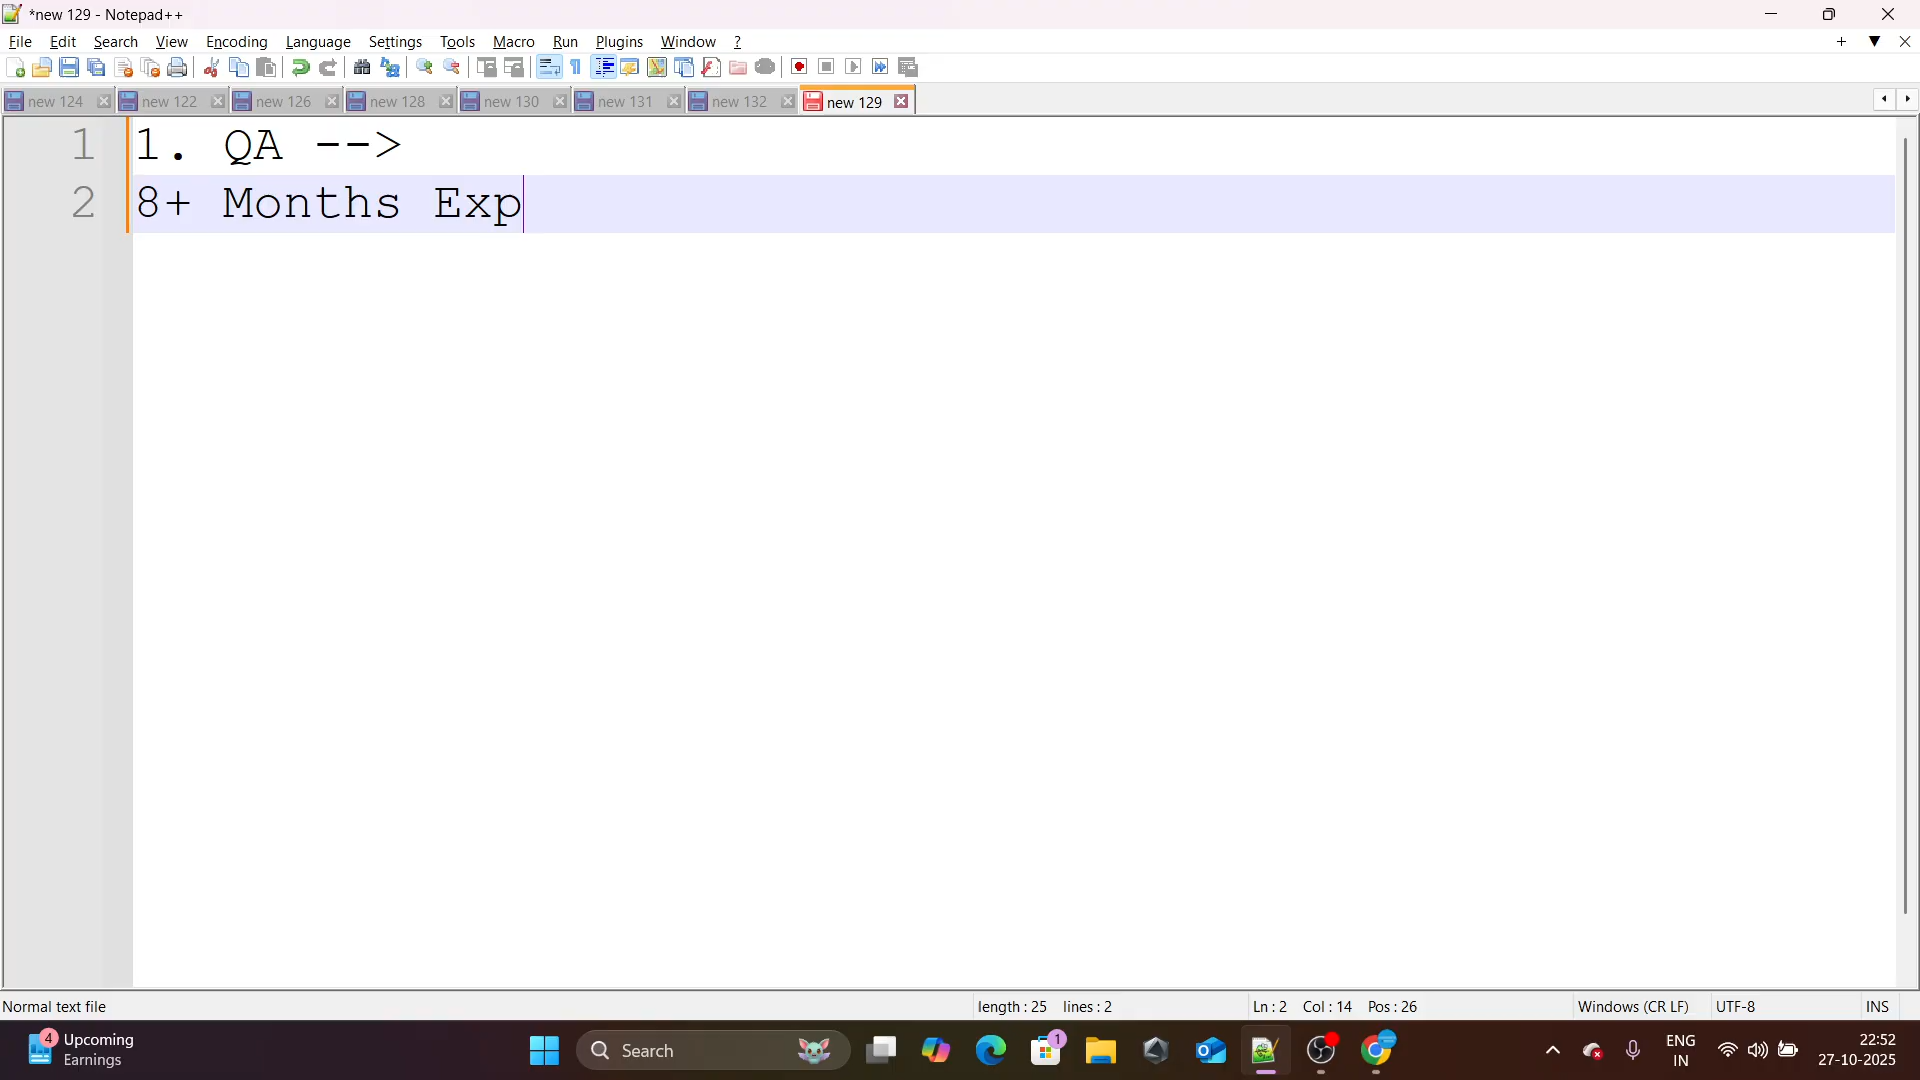 *new 129 - Notepad++
File Edit Search View Encoding Language Settings Tools Macro Run Plugins Window ?
new 124 new 122 new 126 new 128 new 130 new 131 new 132 new 129
1 1. QA -->
2 8+ Months Exp
Normal text file length : 25 lines : 2 Ln : 2 Col : 14 Pos : 26 Windows (CR LF) UTF-8 INS
4 Upcoming
Earnings
Search
1
ENG
IN
22:52
27-10-2025